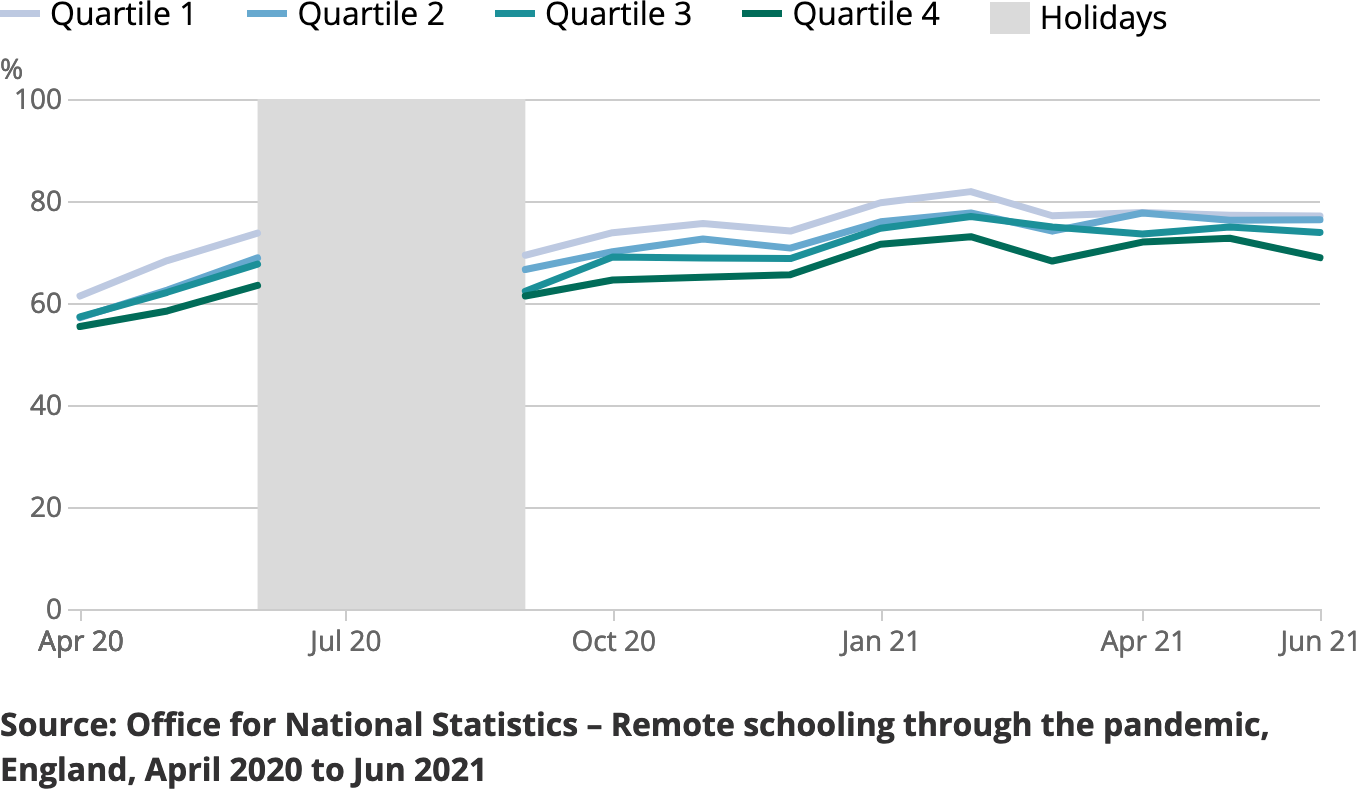 Quartile 1 Quartile 2 Quartile 3 Quartile 4 Holidays
%
100
80
60
40
20
0
Apr 20 Jul 20 Oct 20 Jan 21 Apr 21 Jun 21
Source: Office for National Statistics – Remote schooling through the pandemic,
England, April 2020 to Jun 2021